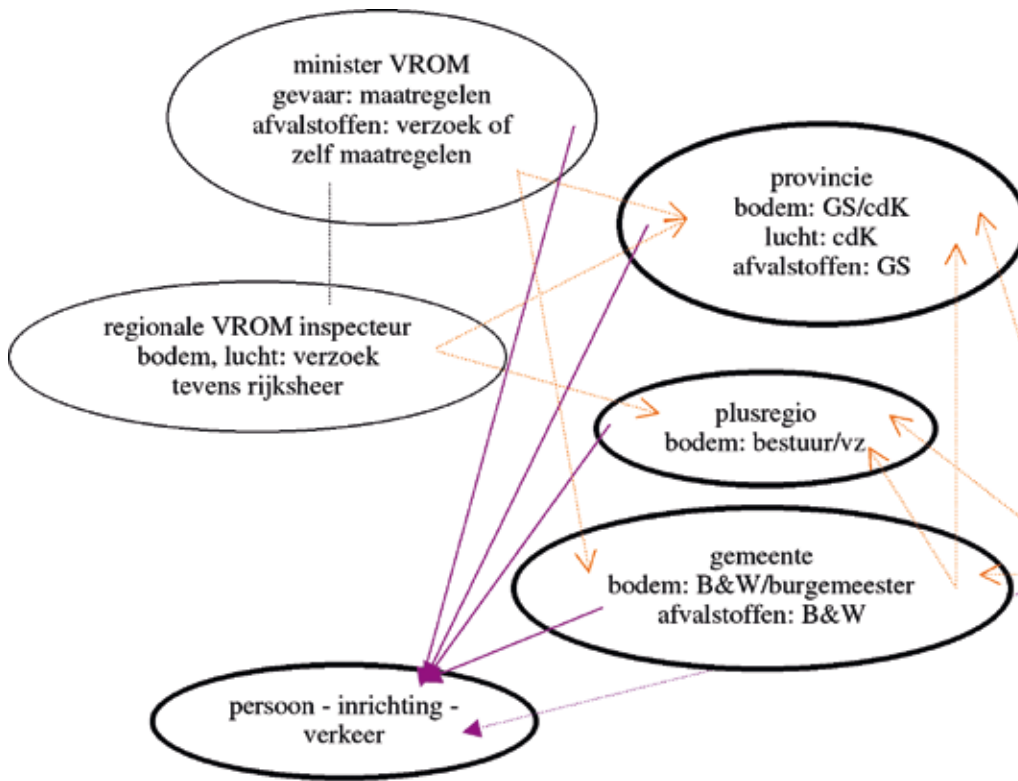 minister VROM
gevaar: maatregelen
afvalstoffen: verzoek of
zelf maatregelen
provincie
bodem: GS/cdK
lucht: cdK
afvalstoffen: GS
regionale VROM inspecteur
bodem, lucht: verzoek
tevens rijksheer
plusregio
bodem: bestuur/vz
gemeente
bodem: B&W/burgemeester
afvalstoffen: B&W
persoon - inrichting -
verkeer